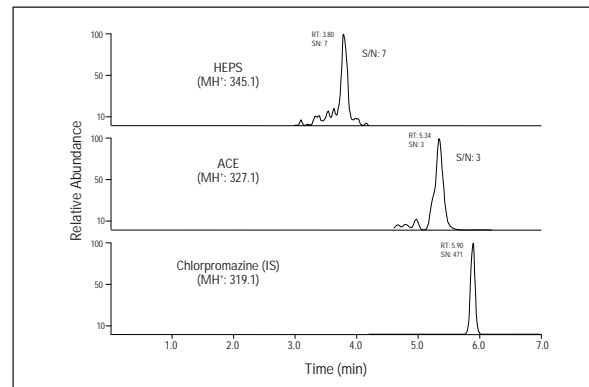 Relative Abundance
100
50
10
HEPS
(MH+: 345.1)
RT: 3.80
SN: 7
S/N: 7
100
50
10
ACE
(MH+: 327.1)
RT: 5.34
SN: 3
S/N: 3
100
50
10
Chlorpromazine (IS)
(MH+: 319.1)
RT: 5.90
SN: 471
1.0 2.0 3.0 4.0 5.0 6.0 7.0
Time (min)